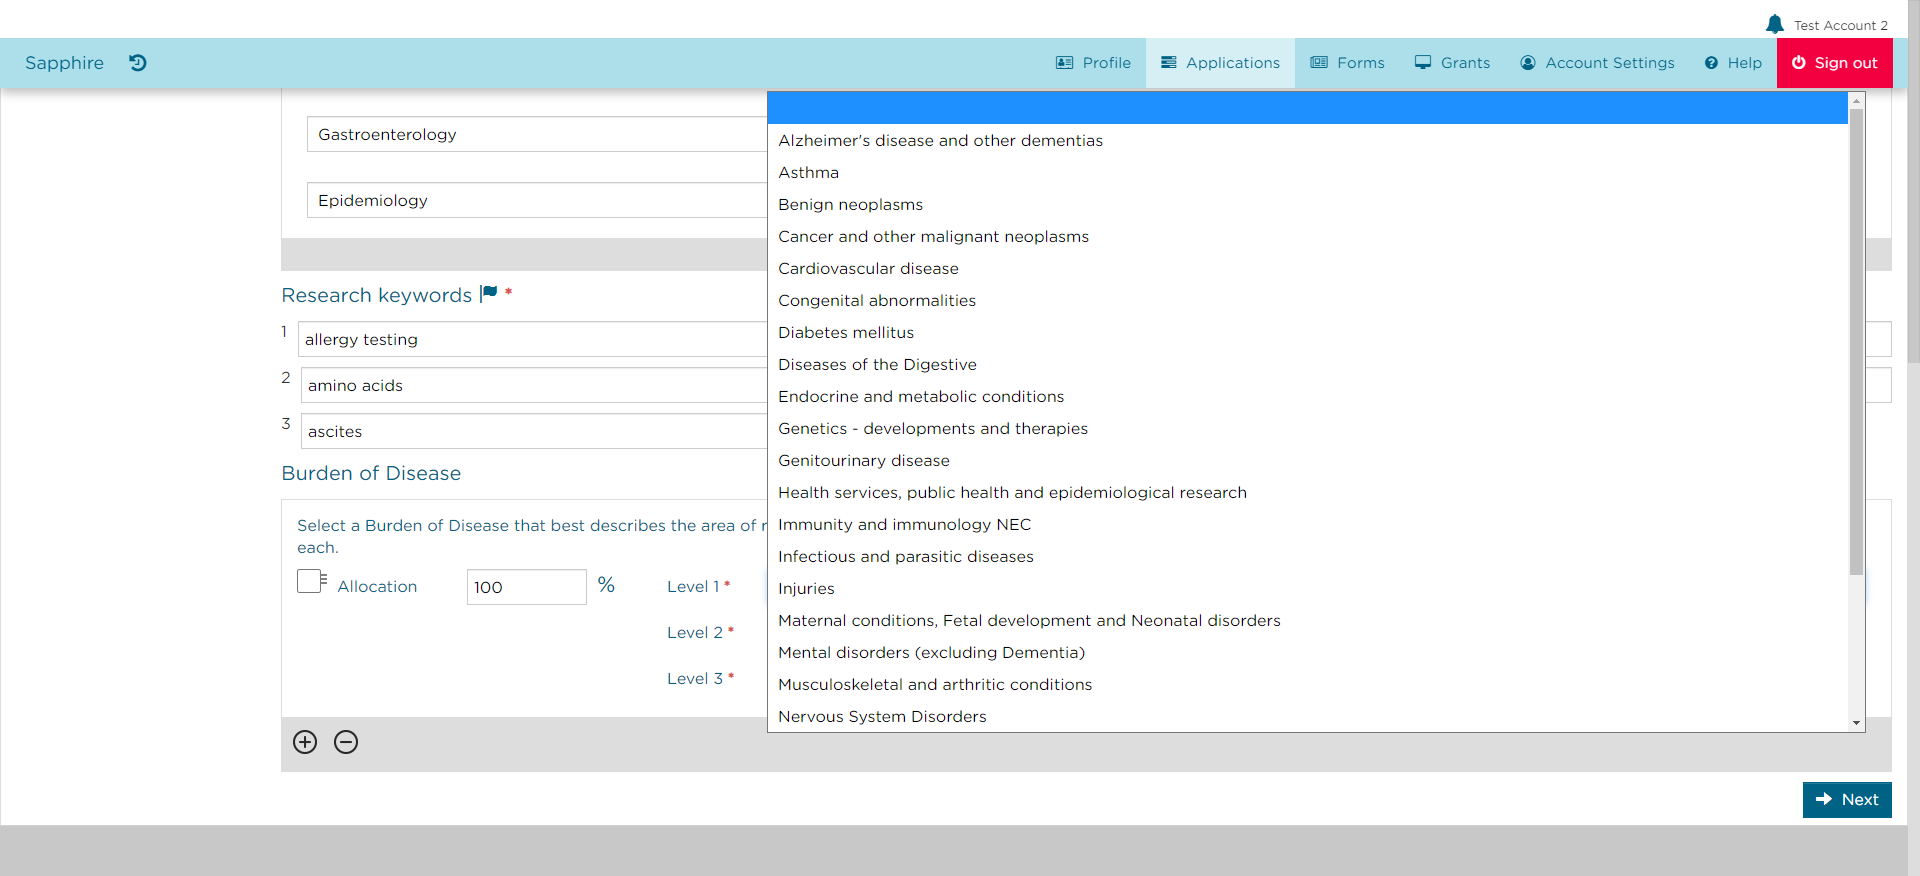 Test Account 2
Sapphire
Profile
Applications
Forms
Grants
Account Settings
Help
Sign out
Gastroenterology
Epidemiology
Research keywords *
1 allergy testing
2 amino acids
3 ascites
Burden of Disease
Select a Burden of Disease that best describes the area of
each.
Allocation
100 %
Level 1 *
Level 2 *
Level 3 *
Alzheimer's disease and other dementias
Asthma
Benign neoplasms
Cancer and other malignant neoplasms
Cardiovascular disease
Congenital abnormalities
Diabetes mellitus
Diseases of the Digestive
Endocrine and metabolic conditions
Genetics - developments and therapies
Genitourinary disease
Health services, public health and epidemiological research
Immunity and immunology NEC
Infectious and parasitic diseases
Injuries
Maternal conditions, Fetal development and Neonatal disorders
Mental disorders (excluding Dementia)
Musculoskeletal and arthritic conditions
Nervous System Disorders
Next